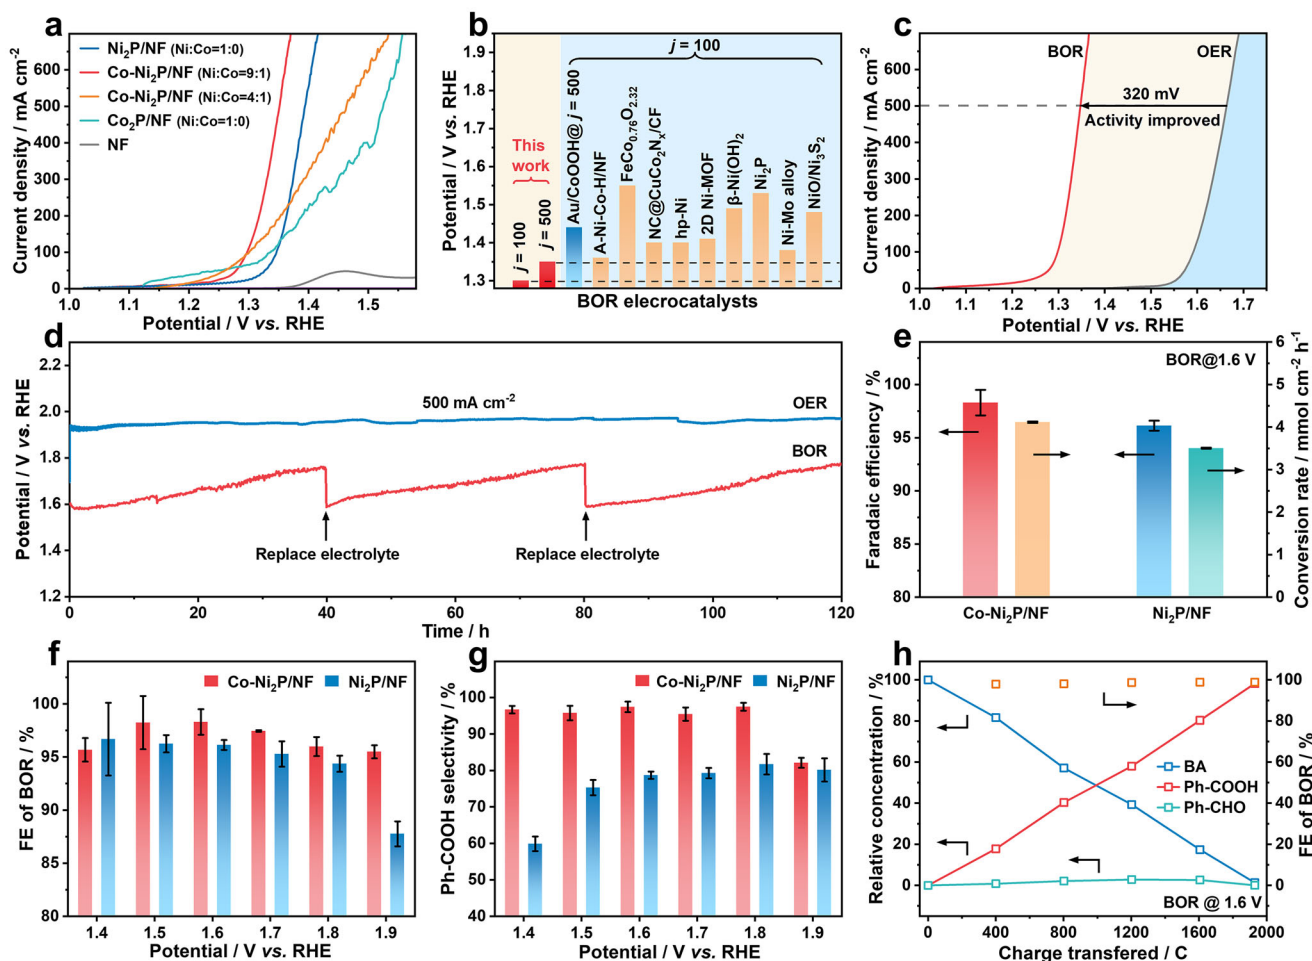 a
Current density / mA cm⁻²
600
500
400
300
200
100
0
Ni₂P/NF (Ni:Co=1:0)
Co-Ni₂P/NF (Ni:Co=9:1)
Co-Ni₂P/NF (Ni:Co=4:1)
Co₂P/NF (Ni:Co=1:0)
NF
1.0 1.1 1.2 1.3 1.4 1.5
Potential / V vs. RHE
b
Potential / V vs. RHE
1.9
1.8
1.7
1.6
1.5
1.4
1.3
j = 100
This
work
j = 100
j = 500
Au/CoOOH@ j = 500
A-Ni-Co-H/NF
FeCo₀.₇₆O₂.₃₂
NC@CuCo₂Nₓ/CF
hp-Ni
2D Ni-MOF
β-Ni(OH)₂
Ni₂P
Ni-Mo alloy
NiO/Ni₃S₂
BOR elecrocatalysts
c
Current density / mA cm⁻²
600
500
400
300
200
100
0
BOR
OER
320 mV
Activity improved
1.0 1.1 1.2 1.3 1.4 1.5 1.6 1.7
Potential / V vs. RHE
d
Potential / V vs. RHE
2.2
2.0
1.8
1.6
1.4
1.2
500 mA cm⁻²
OER
BOR
Replace electrolyte
Replace electrolyte
0 20 40 60 80 100 120
Time / h
e
Faradaic efficiency / %
100
95
90
85
80
BOR@1.6 V
6
5
4
3
2
1
0
Conversion rate / mmol cm⁻² h⁻¹
Co-Ni₂P/NF
Ni₂P/NF
f
FE of BOR / %
100
95
90
85
80
Co-Ni₂P/NF
Ni₂P/NF
1.4 1.5 1.6 1.7 1.8 1.9
Potential / V vs. RHE
g
Ph-COOH selectivity / %
100
90
80
70
60
50
40
Co-Ni₂P/NF
Ni₂P/NF
1.4 1.5 1.6 1.7 1.8 1.9
Potential / V vs. RHE
h
Relative concentration / %
100
80
60
40
20
0
BA
Ph-COOH
Ph-CHO
BOR @ 1.6 V
100
80
60
40
20
0
FE of BOR / %
0 400 800 1200 1600 2000
Charge transfered / C